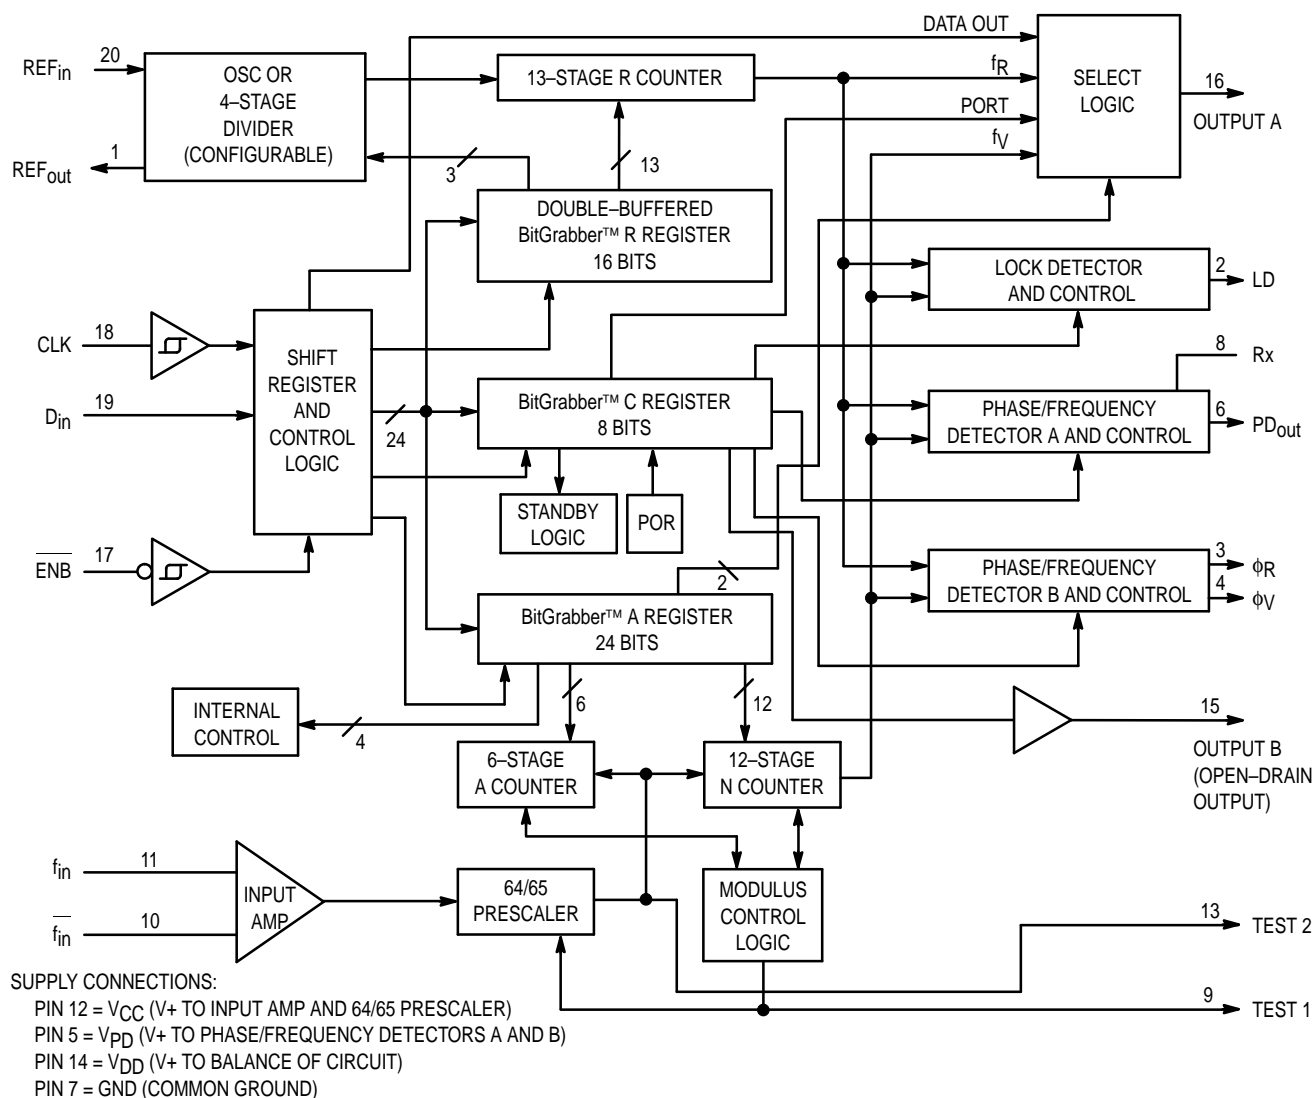 DATA OUT
20
REFin
OSC OR
4–STAGE
DIVIDER
(CONFIGURABLE)
13–STAGE R COUNTER
fR
SELECT
LOGIC
16
OUTPUT A
PORT
fV
1
REFout
3
13
DOUBLE–BUFFERED
BitGrabber™ R REGISTER
16 BITS
LOCK DETECTOR
AND CONTROL
2
LD
CLK
18
SHIFT
REGISTER
AND
CONTROL
LOGIC
8
Rx
Din
19
24
BitGrabber™ C REGISTER
8 BITS
PHASE/FREQUENCY
DETECTOR A AND CONTROL
6
PDout
STANDBY
LOGIC
POR
ENB
17
2
PHASE/FREQUENCY
DETECTOR B AND CONTROL
3
ϕR
4
ϕV
BitGrabber™ A REGISTER
24 BITS
INTERNAL
CONTROL
4
6
12
15
OUTPUT B
(OPEN–DRAIN
OUTPUT)
6–STAGE
A COUNTER
12–STAGE
N COUNTER
fin
11
INPUT
AMP
64/65
PRESCALER
MODULUS
CONTROL
LOGIC
fin
10
13
TEST 2
9
TEST 1
SUPPLY CONNECTIONS:
PIN 12 = VCC (V+ TO INPUT AMP AND 64/65 PRESCALER)
PIN 5 = VPD (V+ TO PHASE/FREQUENCY DETECTORS A AND B)
PIN 14 = VDD (V+ TO BALANCE OF CIRCUIT)
PIN 7 = GND (COMMON GROUND)